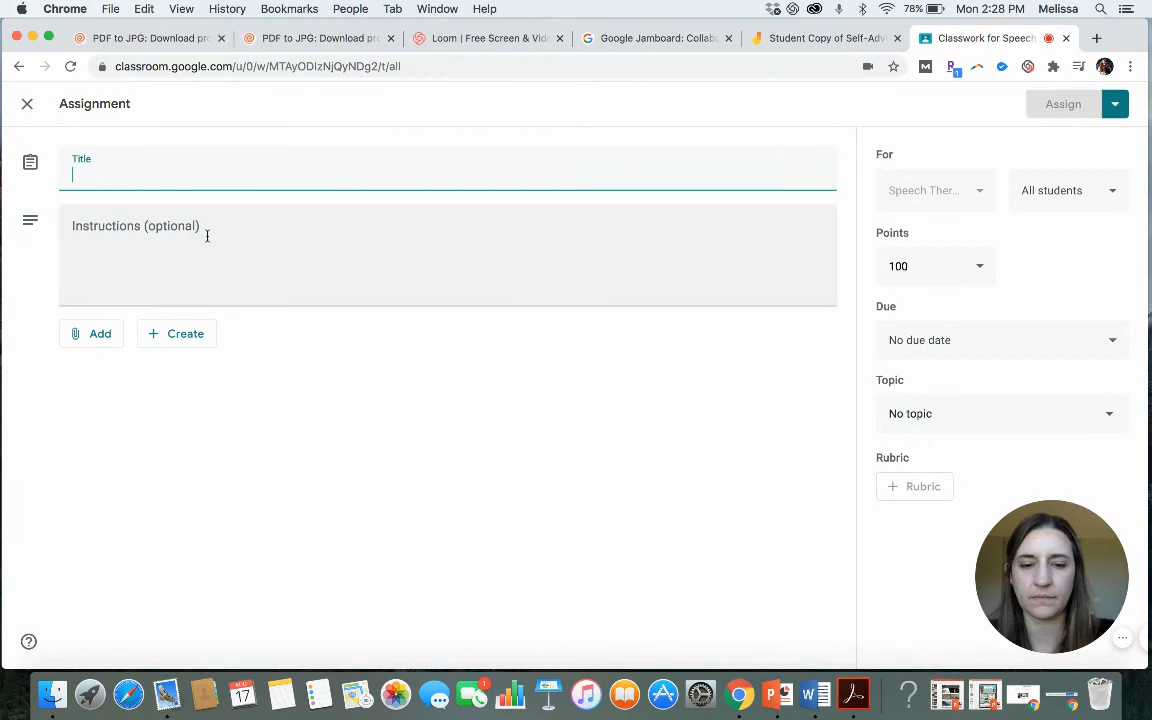 Chrome File Edit View History Bookmarks People Tab Window Help 78% Mon 2:28 PM Melissa
PDF to JPG: Download pr PDF to JPG: Download pr Loom | Free Screen & Vid Google Jamboard: Collab Student Copy of Self-Adv Classwork for Speech
classroom.google.com/u/0/w/MTAyODIzNjQyNDg2/t/all
Assignment
Assign
Title
Instructions (optional)
Add
Create
For
Speech Ther...
All students
Points
100
Due
No due date
Topic
No topic
Rubric
Rubric
17
1